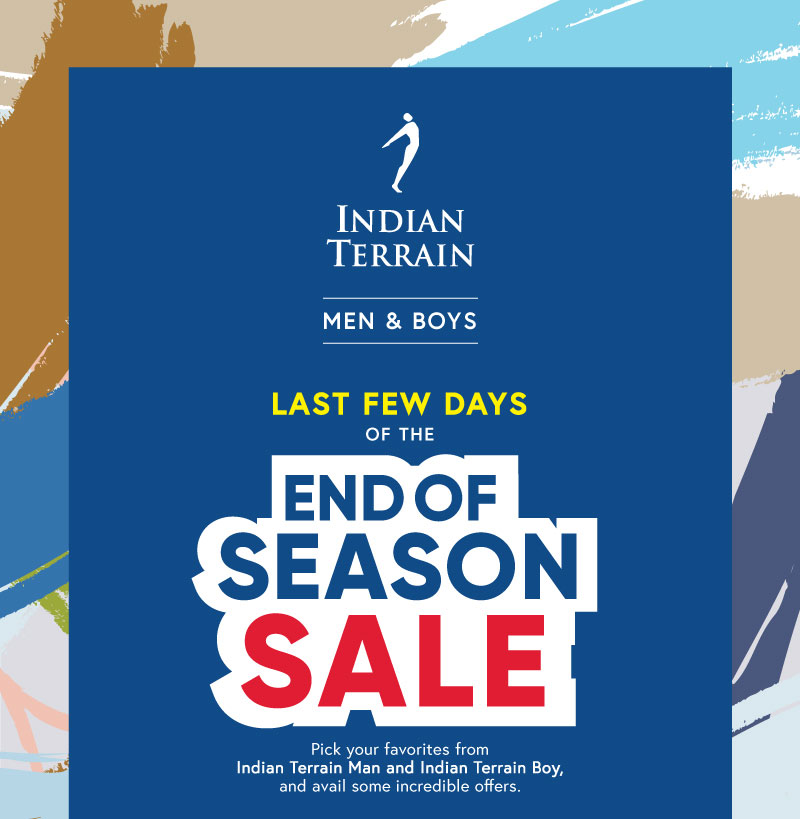 INDIAN
TERRAIN
MEN & BOYS
LAST FEW DAYS
OF THE
END OF
SEASON
SALE
Pick your favorites from
Indian Terrain Man and Indian Terrain Boy,
and avail some incredible offers.